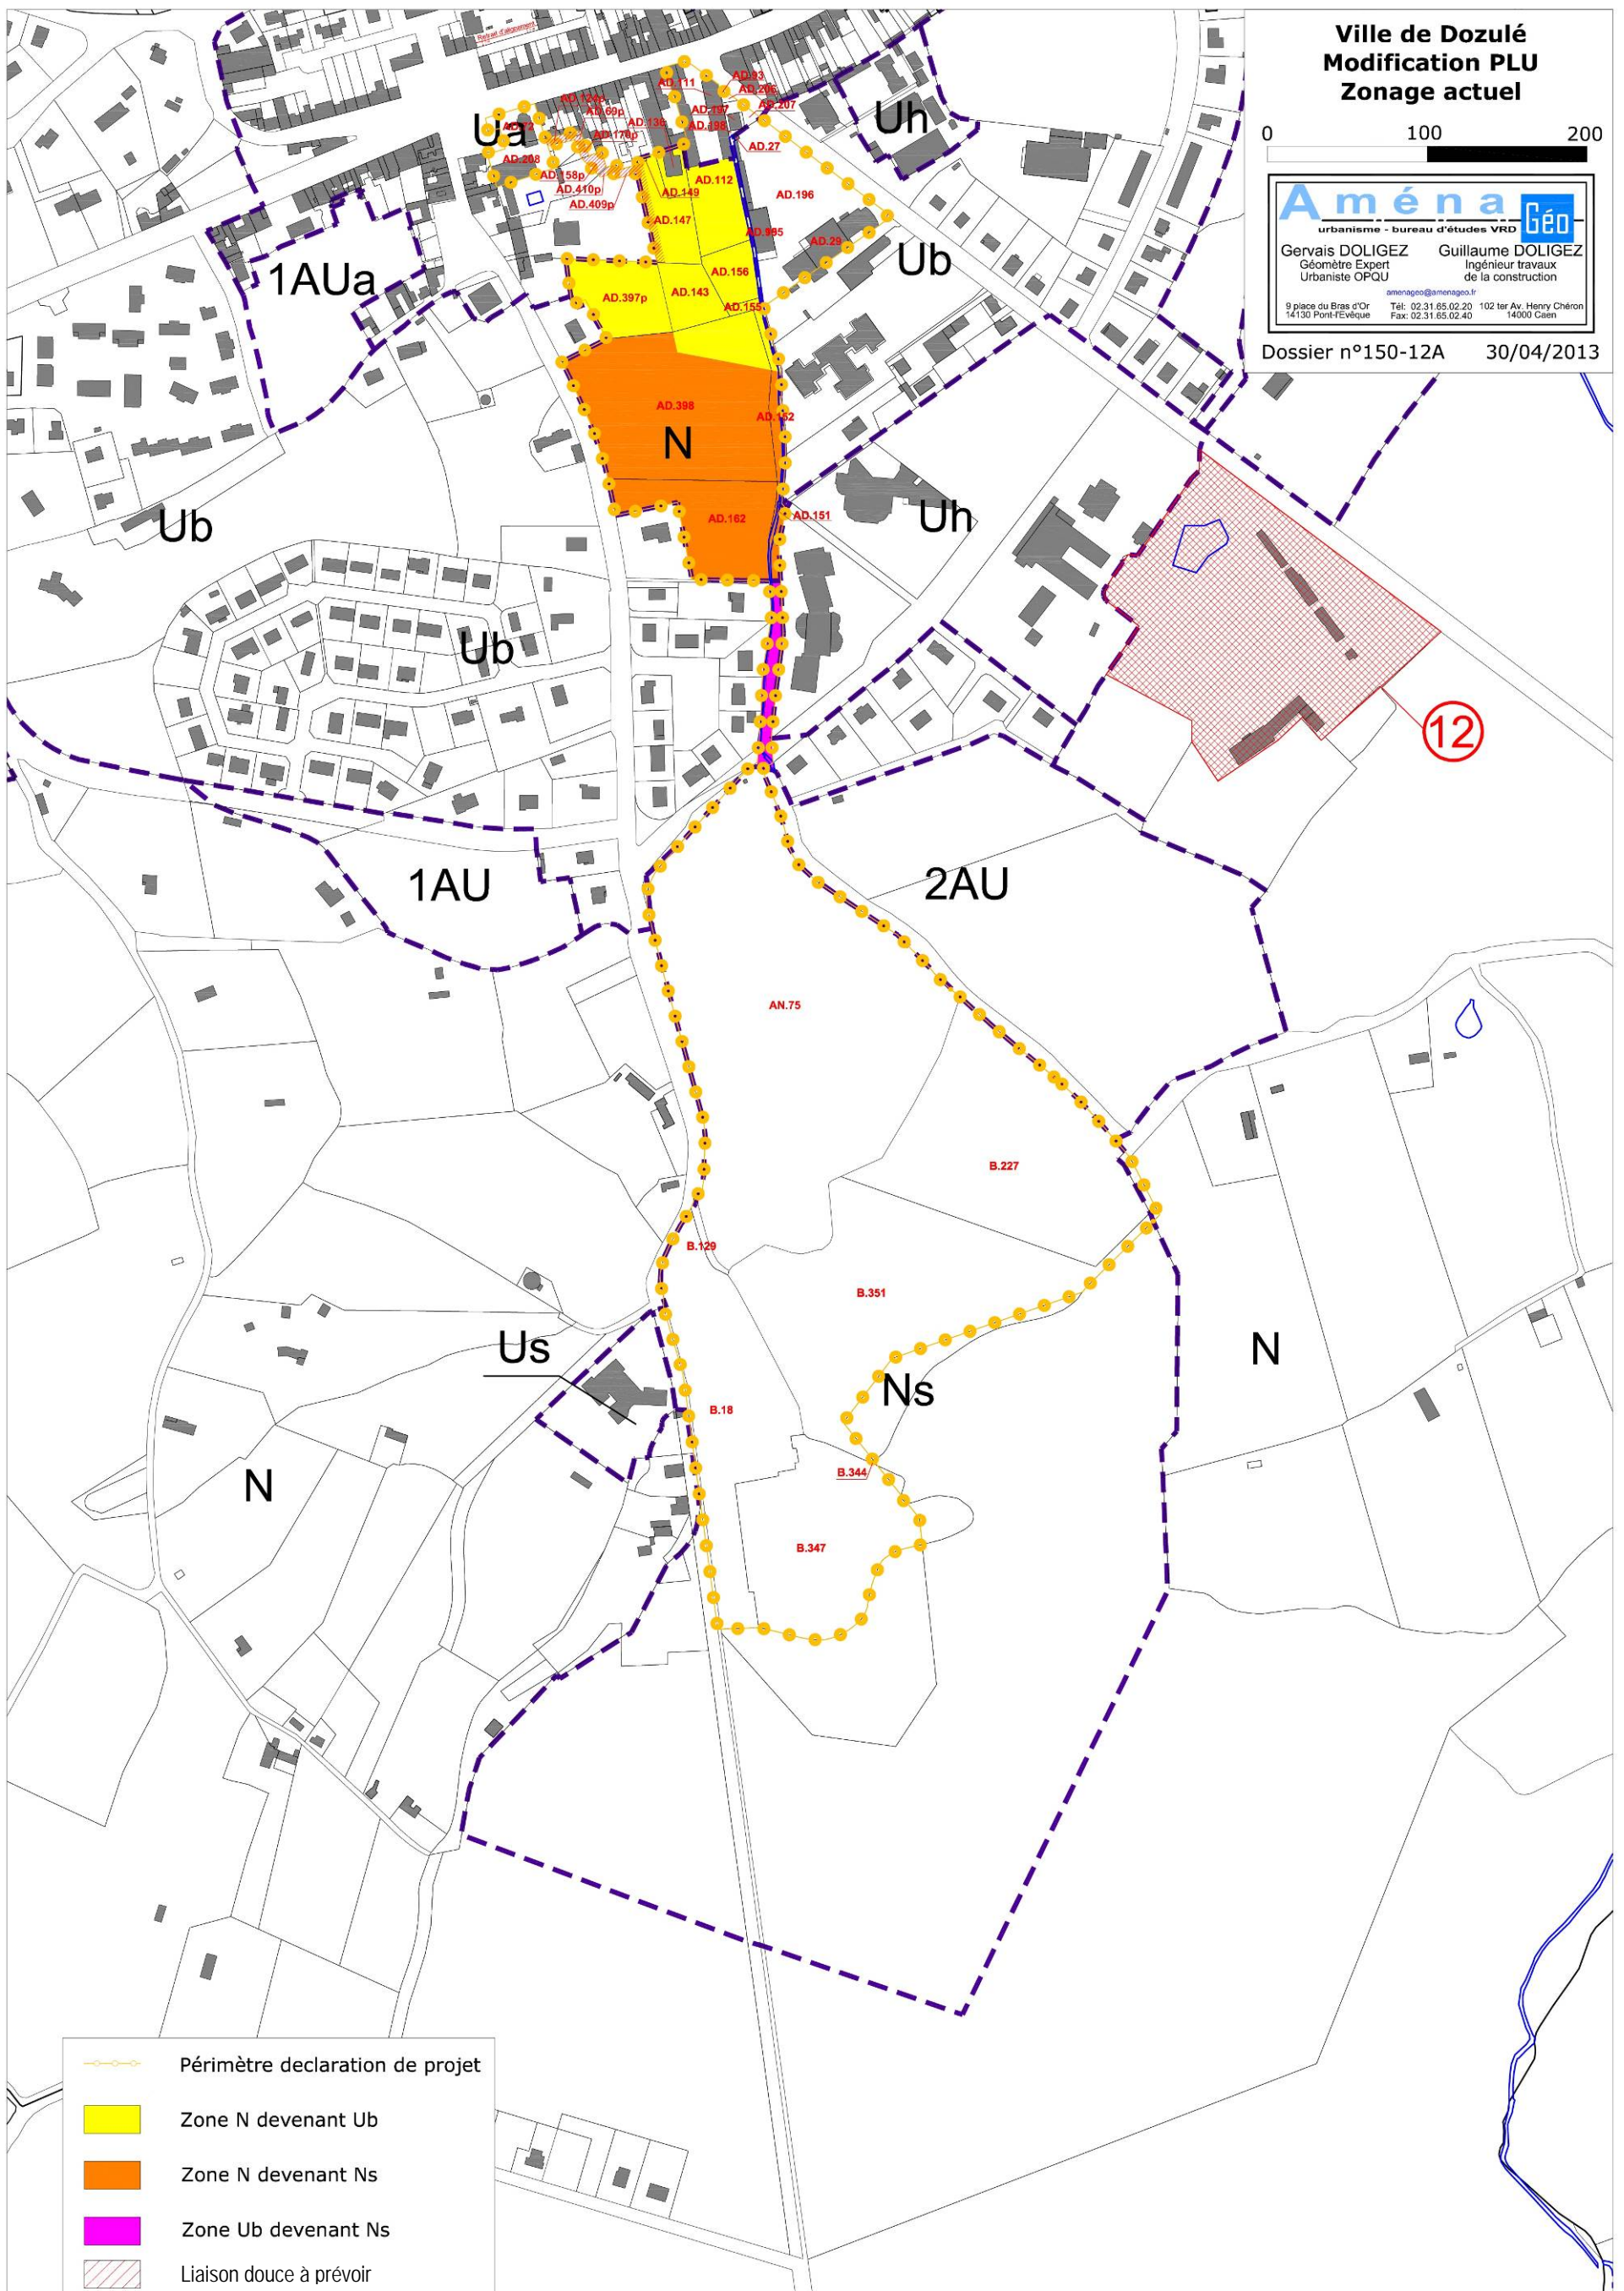 Ville de Dozulé
Modification PLU
Zonage actuel
0 100 200
Aména Géo
urbanisme - bureau d'études VRD
Gervais DOLIGEZ Guillaume DOLIGEZ
Géomètre Expert Ingénieur travaux
Urbaniste OPQU de la construction
amenageo@amenageo.fr
9 place du Bras d'Or Tél: 02.31.65.02.20 102 ter Av. Henry Chéron
14130 Pont-l'Evêque Fax: 02.31.65.02.40 14000 Caen
Dossier n°150-12A 30/04/2013
Retrait d'alignement
AD.111
AD.93
AD.206
AD.207
AD.197
AD.198
AD.136
AD.69p
AD.170p
Ua
Uh
AD.208
AD.158p
AD.410p
AD.409p
AD.27
AD.112
AD.149
AD.147
AD.196
AD.29
Ub
1AUa
AD.156
AD.143
AD.397p
AD.155
AD.398
AD.152
N
AD.162
AD.151
Uh
Ub
Ub
12
1AU
2AU
AN.75
B.227
B.129
B.351
Us
Ns
N
B.18
B.344
N
B.347
Périmètre declaration de projet
Zone N devenant Ub
Zone N devenant Ns
Zone Ub devenant Ns
Liaison douce à prévoir